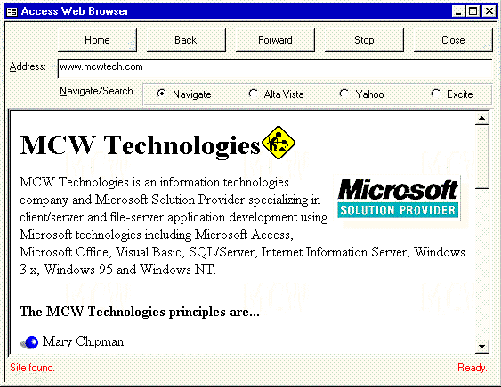 Access Web Browser
Home Back Forward Stop Close
Address: www.mcwtech.com
Navigate/Search Navigate Alta Vista Yahoo Excite
MCW Technologies
MCW Technologies is an information technologies
company and Microsoft Solution Provider specializing in
client/server and file-server application development using
Microsoft technologies including Microsoft Access,
Microsoft Office, Visual Basic, SQL/Server, Internet Information Server, Windows
3.x, Windows 95 and Windows NT.
Microsoft
SOLUTION PROVIDER
The MCW Technologies principles are...
Mary Chipman
Site found. Ready.